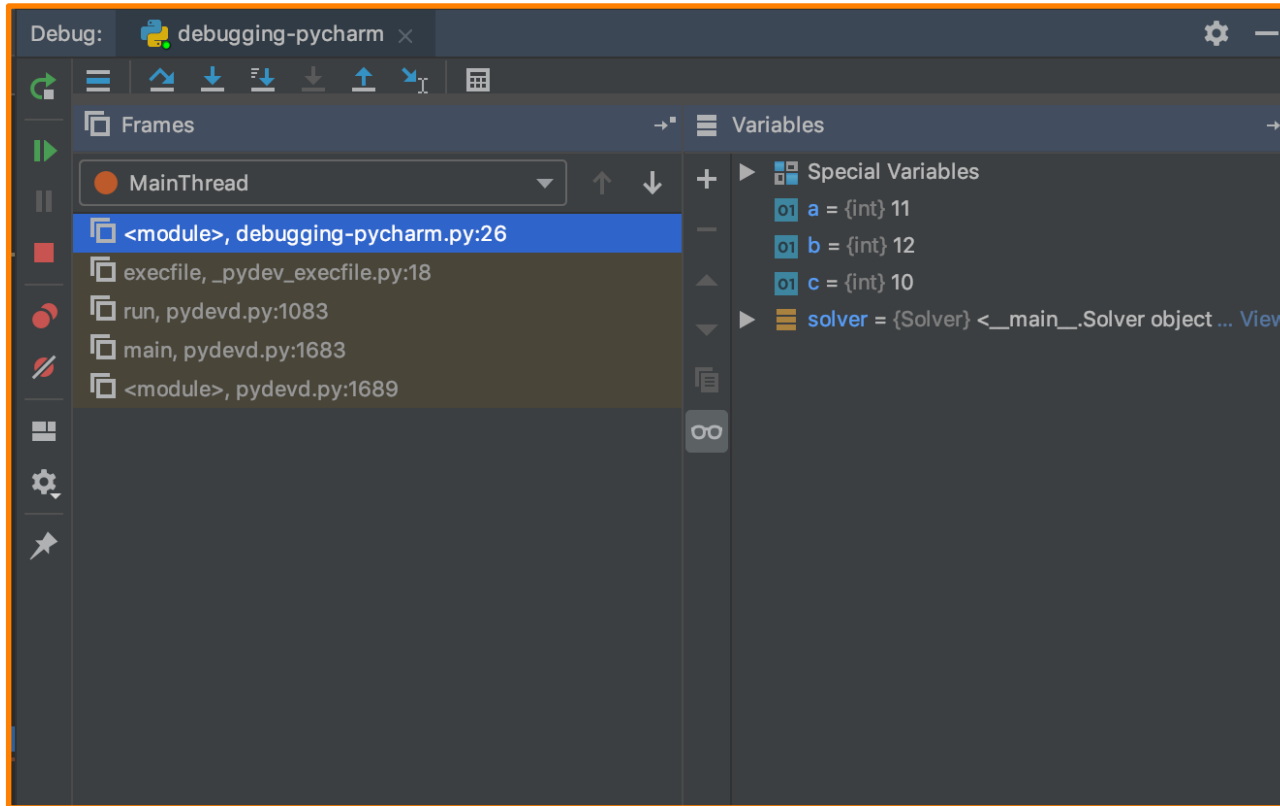 Debug: debugging-pycharm
Frames
Variables
MainThread
<module>, debugging-pycharm.py:26
execfile, _pydev_execfile.py:18
run, pydevd.py:1083
main, pydevd.py:1683
<module>, pydevd.py:1689
Special Variables
01 a = {int} 11
01 b = {int} 12
01 c = {int} 10
solver = {Solver} <__main__.Solver object ... View